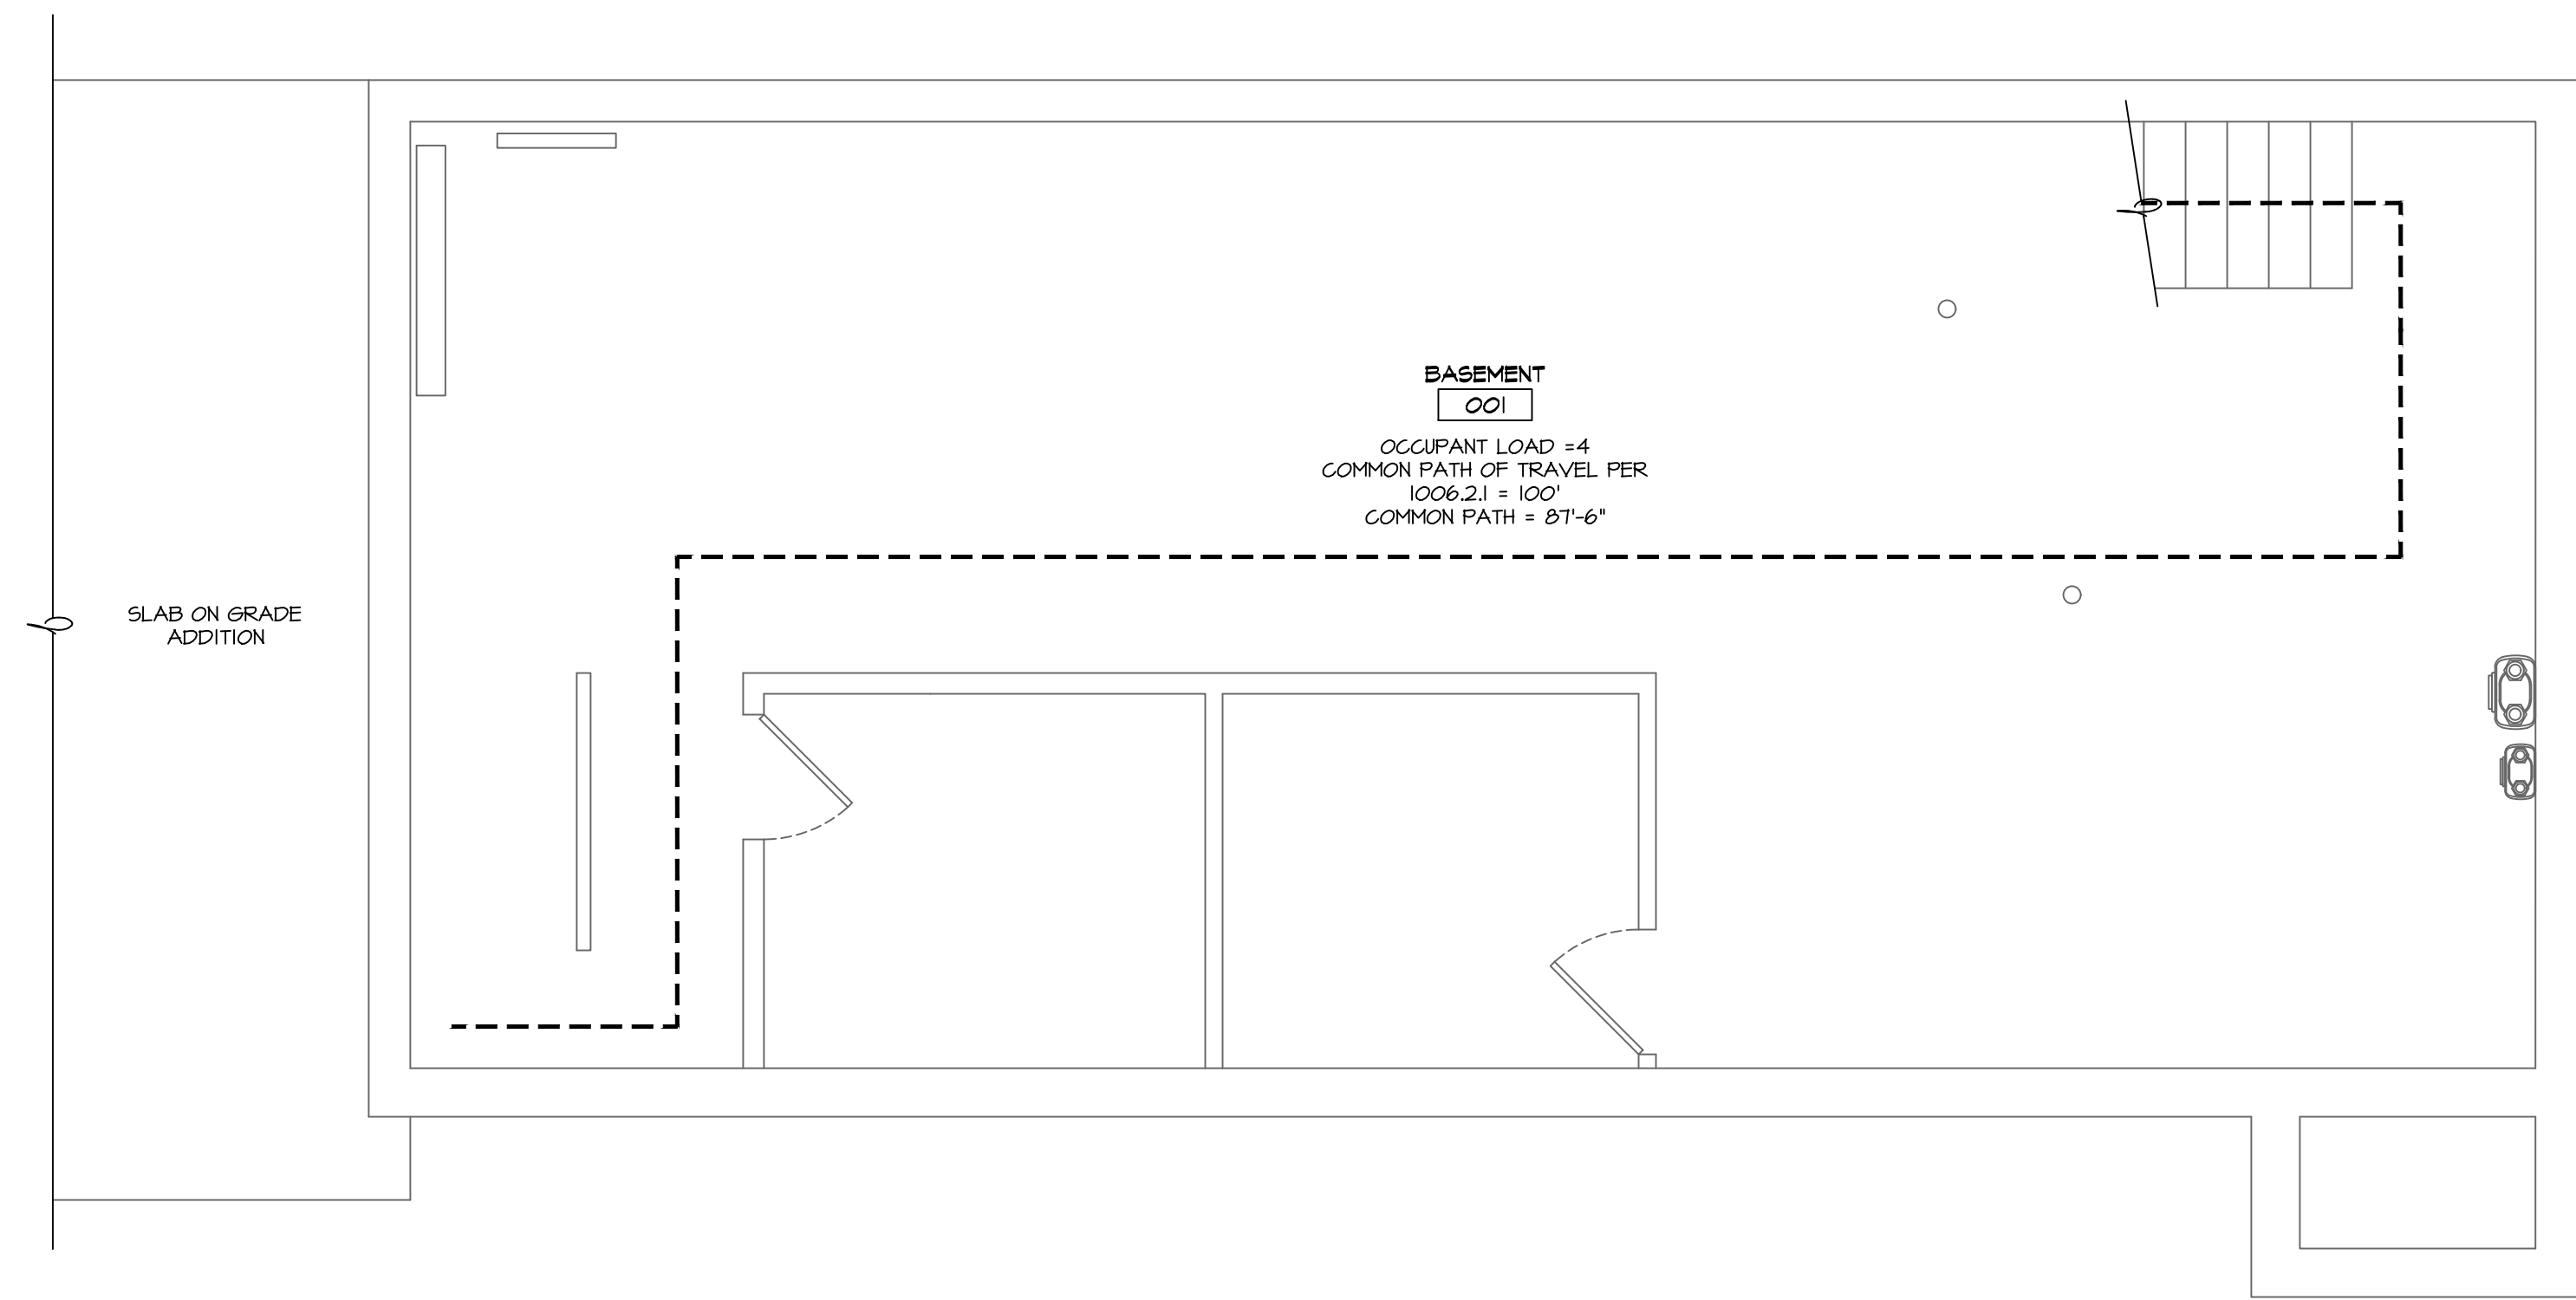 BASEMENT
001
OCCUPANT LOAD =4
COMMON PATH OF TRAVEL PER
1006.2.1 = 100'
COMMON PATH = 87'-6"
SLAB ON GRADE
ADDITION